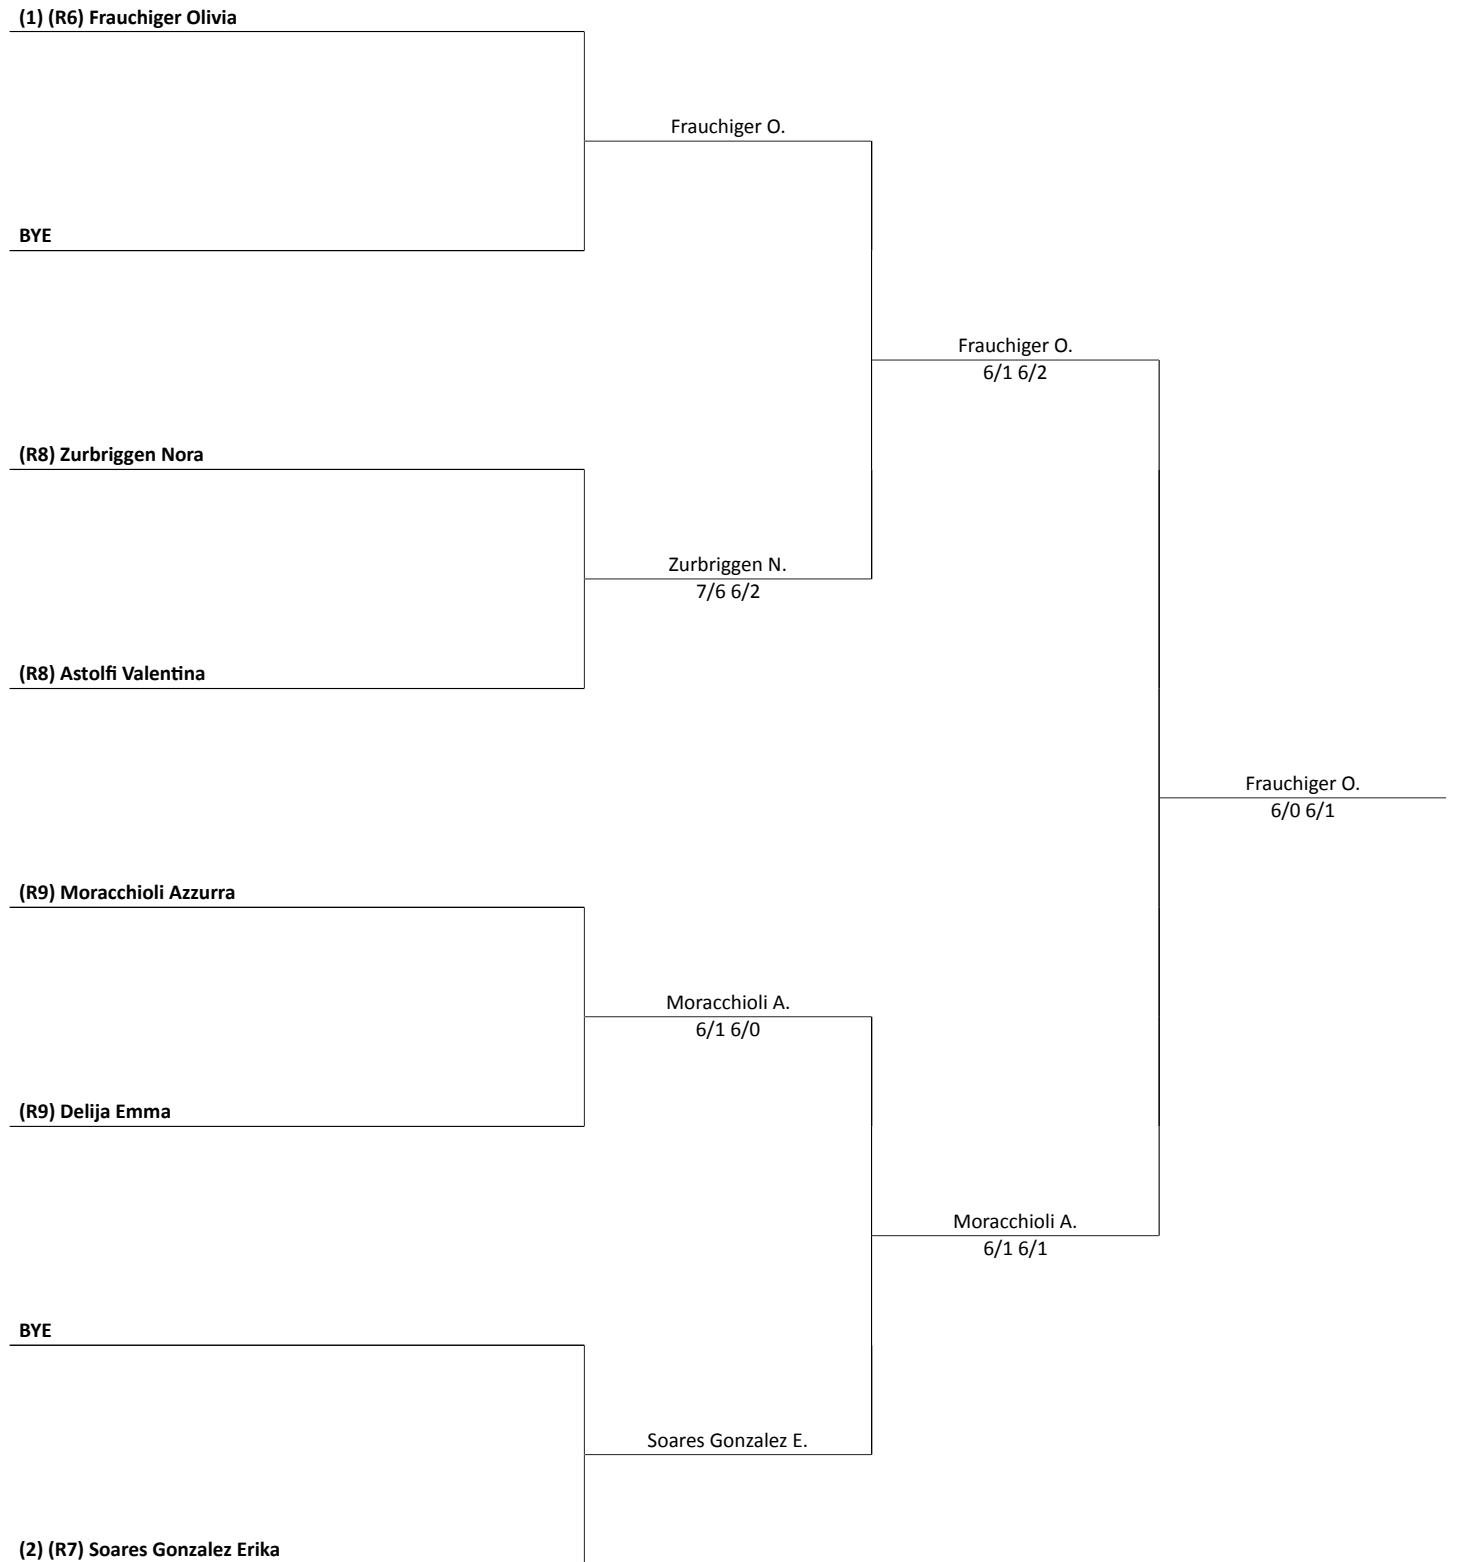 (1) (R6) Frauchiger Olivia
Frauchiger O.
BYE
Frauchiger O.
6/1 6/2
(R8) Zurbriggen Nora
Zurbriggen N.
7/6 6/2
(R8) Astolfi Valentina
Frauchiger O.
6/0 6/1
(R9) Moracchioli Azzurra
Moracchioli A.
6/1 6/0
(R9) Delija Emma
Moracchioli A.
6/1 6/1
BYE
Soares Gonzalez E.
(2) (R7) Soares Gonzalez Erika